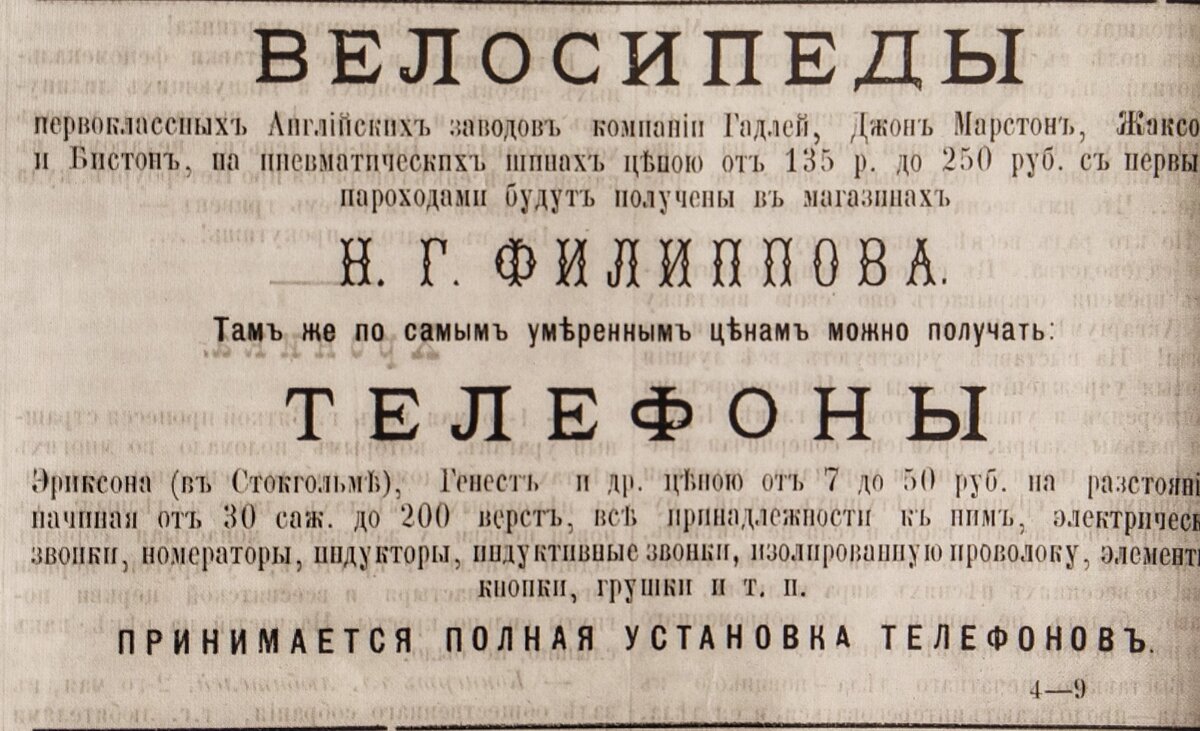 ВЕЛОСИПЕДЫ
первоклассныхъ Англійскихъ заводовъ компаніи Гадлей, Джонъ Марстонъ, Жаксо
и Бистонъ, на пневматическихъ шинахъ цѣною отъ 135 р. до 250 руб. съ первы
пароходами будутъ получены въ магазинахъ
Н. Г. ФИЛИППОВА.
Тамъ же по самымъ умѣреннымъ цѣнамъ можно получать:
ТЕЛЕФОНЫ
Эриксона (въ Стокгольмѣ), Генестъ и др. цѣною отъ 7 до 50 руб. на разстояні
начиная отъ 30 саж. до 200 верстъ, всѣ принадлежности къ нимъ, электрическ
звонки, номераторы, индукторы, индуктивные звонки, изолированную проволоку, элемент
кнопки, грушки и т. п.
ПРИНИМАЕТСЯ ПОЛНАЯ УСТАНОВКА ТЕЛЕФОНОВЪ.
4—9